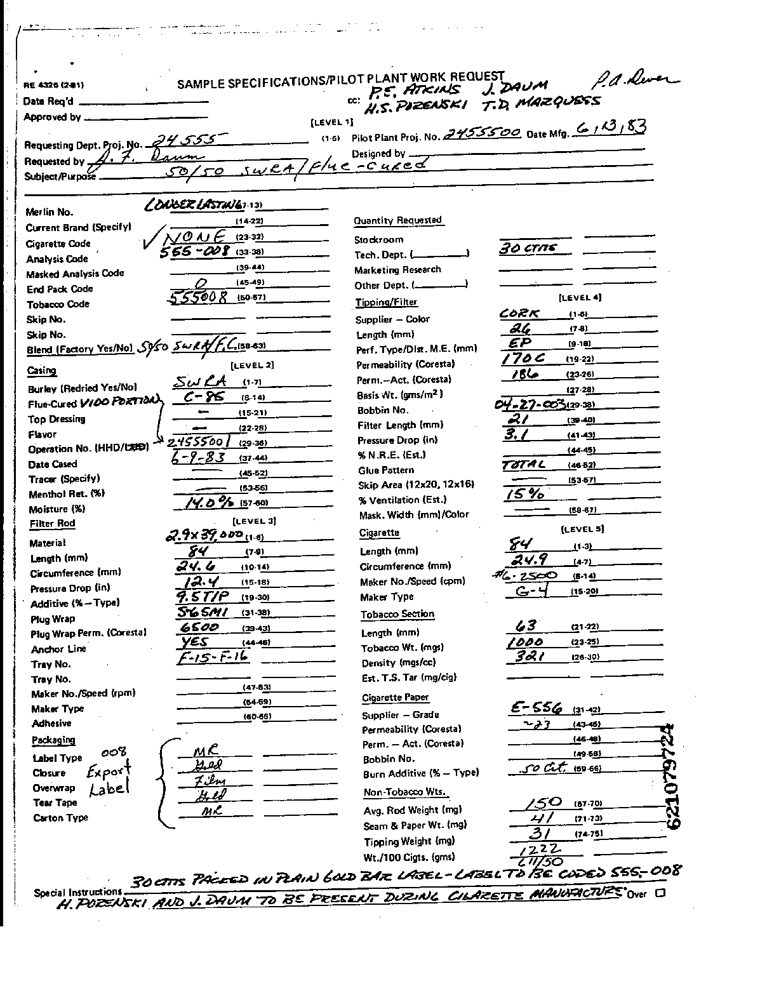 RE 4326 (2-81)
SAMPLE SPECIFICATIONS/PILOT PLANT WORK REQUEST
cc: P.E. ATKINS J. DAUM
H.S. POZENSKI T.D. MARQUESS
Date Req'd
Approved by
[LEVEL 1]
Requesting Dept. Proj. No. 24555 (1-6) Pilot Plant Proj. No. 2455500 Date Mfg. 6/13/83
Requested by J. F. Daum Designed by
Subject/Purpose 50/50 SWRA/Flue-Cured
Merlin No. LONGER LASTING 7-13)
Current Brand (Specify) (14-22)
Cigarette Code NONE (23-32)
Analysis Code 555-008 (33-38)
Masked Analysis Code (39-44)
End Pack Code 0 (45-49)
Tobacco Code 555008 (50-57)
Skip No.
Skip No.
Blend (Factory Yes/No) 50/50 SWRA/F.C. (58-63)
Casing [LEVEL 2]
Burley (Redried Yes/No) SWRA (1-7)
Flue-Cured V100 PORTION C-86 (8-14)
Top Dressing — (15-21)
Flavor — (22-28)
Operation No. (HHD/LBD) 24555001 (29-36)
Date Cased 6-9-83 (37-44)
Tracer (Specify) (45-52)
Menthol Ret. (%) (53-56)
Moisture (%) 14.0% (57-60)
Filter Rod [LEVEL 3]
Material 2.9x39,000 (1-6)
Length (mm) 84 (7-9)
Circumference (mm) 24.6 (10-14)
Pressure Drop (in) 12.4 (15-18)
Additive (% – Type) 9.5T/P (19-30)
Plug Wrap 565MI (31-38)
Plug Wrap Perm. (Coresta) 6500 (39-43)
Anchor Line YES (44-46)
Tray No. F-15-F-16
Tray No.
Maker No./Speed (rpm) (47-53)
Maker Type (54-59)
Adhesive (60-65)
Packaging
Label Type 008 MR
Closure Export Gold
Overwrap Label Film
Tear Tape Gold
Carton Type MR
Quantity Requested
Stockroom
Tech. Dept. ( ) 30 CTNS
Marketing Research
Other Dept. ( )
Tipping/Filter [LEVEL 4]
Supplier – Color CORK (1-6)
Length (mm) 26 (7-8)
Perf. Type/Dist. M.E. (mm) EP (9-18)
Permeability (Coresta) 170C (19-22)
Perm.–Act. (Coresta) 186 (23-26)
Basis Wt. (gms/m²) (27-28)
Bobbin No. 04-27-003 (29-38)
Filter Length (mm) 21 (39-40)
Pressure Drop (in) 3.1 (41-43)
% N.R.E. (Est.) (44-45)
Glue Pattern TOTAL (46-52)
Skip Area (12x20, 12x16) — (53-57)
% Ventilation (Est.) 15%
Mask. Width (mm)/Color — (58-61)
Cigarette [LEVEL 5]
Length (mm) 84 (1-3)
Circumference (mm) 24.9 (4-7)
Maker No./Speed (cpm) #6-2500 (8-14)
Maker Type G-4 (15-20)
Tobacco Section
Length (mm) 63 (21-22)
Tobacco Wt. (mgs) 1000 (23-25)
Density (mgs/cc) 321 (26-30)
Est. T.S. Tar (mg/cig)
Cigarette Paper
Supplier – Grade E-556 (31-42)
Permeability (Coresta) ~23 (43-45)
Perm. – Act. (Coresta) (46-48)
Bobbin No. (49-58)
Burn Additive (% – Type) .50 Cit. (59-66)
Non-Tobacco Wts.
Avg. Rod Weight (mg) 150 (67-70)
Seam & Paper Wt. (mg) 41 (71-73)
Tipping Weight (mg) 31 (74-75)
Wt./100 Cigts. (gms) 1222
621079724
30 CTNS PACKED IN PLAIN GOLD BAR LABEL - LABEL TO BE CODED 555-008
Special Instructions H. POZENSKI AND J. DAUM TO BE PRESENT DURING CIGARETTE MANUFACTURE Over ☐